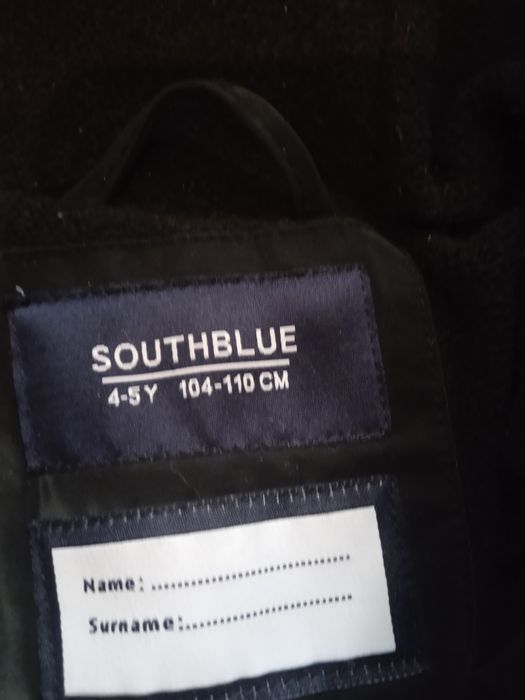 SOUTHBLUE
4-5 Y 104-110 CM
Name: ..............................
Surname:.........................